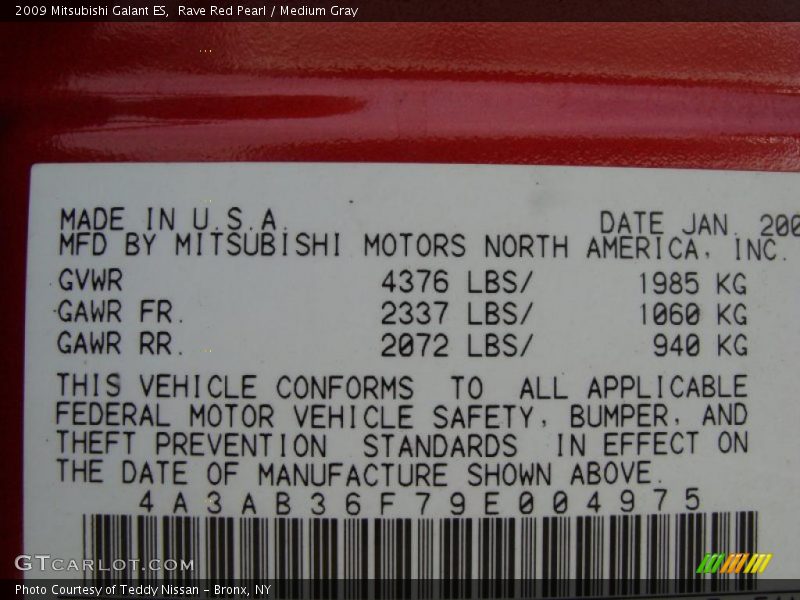 2009 Mitsubishi Galant ES, Rave Red Pearl / Medium Gray
MADE IN U.S.A. DATE JAN. 200
MFD BY MITSUBISHI MOTORS NORTH AMERICA, INC.
GVWR 4376 LBS/ 1985 KG
GAWR FR. 2337 LBS/ 1060 KG
GAWR RR. 2072 LBS/ 940 KG
THIS VEHICLE CONFORMS TO ALL APPLICABLE
FEDERAL MOTOR VEHICLE SAFETY, BUMPER, AND
THEFT PREVENTION STANDARDS IN EFFECT ON
THE DATE OF MANUFACTURE SHOWN ABOVE.
4A3AB36F79E004975
GTCARLOT.COM
Photo Courtesy of Teddy Nissan – Bronx, NY